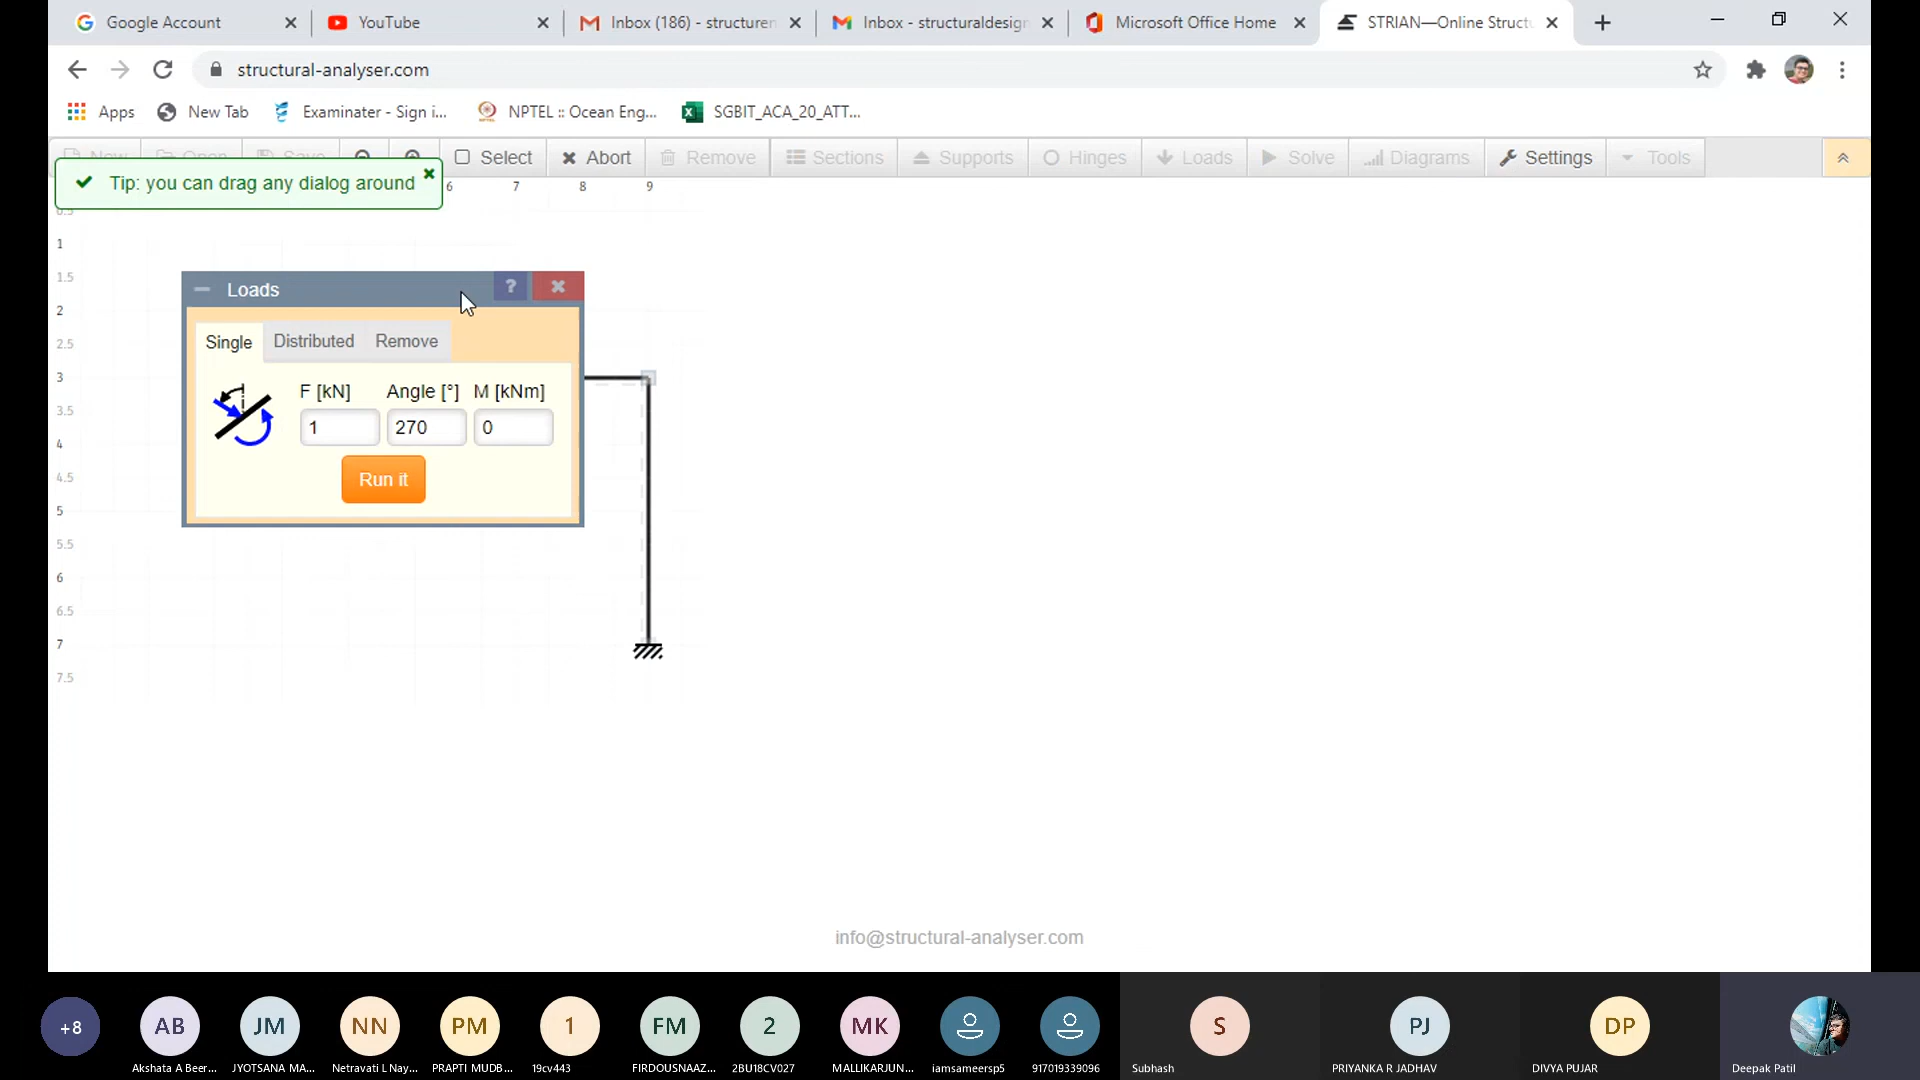 Google Account
YouTube
Inbox (186) - structuren
Inbox - structuraldesign
Microsoft Office Home
STRIAN—Online Structu
structural-analyser.com
Apps
New Tab
Examinater - Sign i...
NPTEL :: Ocean Eng...
SGBIT_ACA_20_ATT...
New
Open
Save
Select
Abort
Remove
Sections
Supports
Hinges
Loads
Solve
Diagrams
Settings
Tools
Tip: you can drag any dialog around
6 7 8 9
0.5
1
1.5
2
2.5
3
3.5
4
4.5
5
5.5
6
6.5
7
7.5
Loads
?
Single
Distributed
Remove
F [kN]
Angle [°]
M [kNm]
1
270
0
Run it
info@structural-analyser.com
+8
AB
JM
NN
PM
1
FM
2
MK
S
PJ
DP
Akshata A Beer...
JYOTSANA MA...
Netravati L Nay...
PRAPTI MUDB...
19cv443
FIRDOUSNAAZ...
2BU18CV027
MALLIKARJUN...
iamsameersp5
917019339096
Subhash
PRIYANKA R JADHAV
DIVYA PUJAR
Deepak Patil